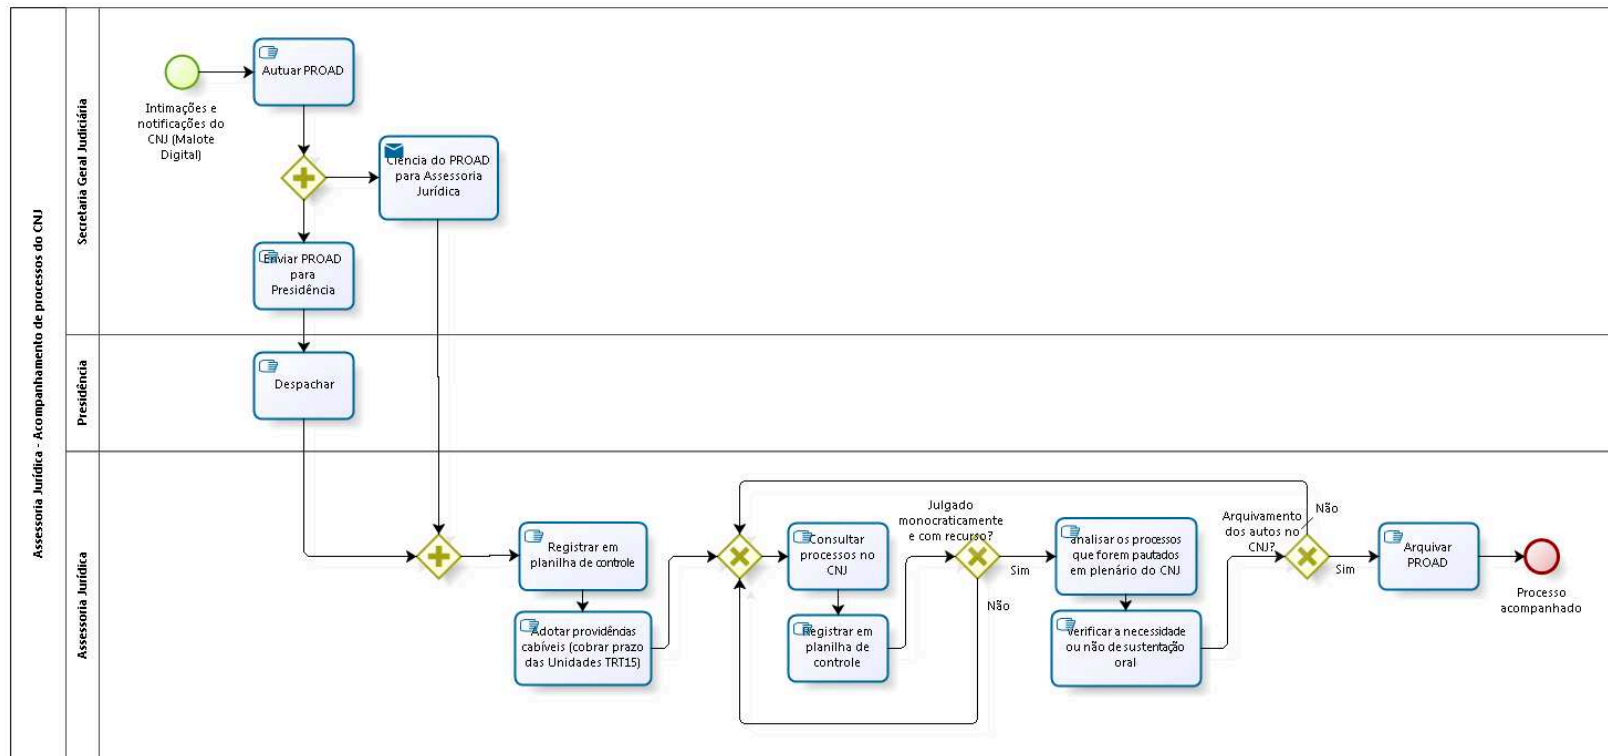 Assessoria Jurídica - Acompanhamento de processos do CNJ
Secretaria Geral Judiciária
Autuar PROAD
Intimações e
notificações do
CNJ (Malote
Digital)
Ciência do PROAD
para Assessoria
Jurídica
Enviar PROAD
para
Presidência
Presidência
Despachar
Assessoria Jurídica
Registrar em
planilha de controle
Adotar providências
cabíveis (cobrar prazo
das Unidades TRT15)
Consultar
processos no
CNJ
Registrar em
planilha de
controle
Julgado
monocraticamente
e com recurso?
Sim
Não
analisar os processos
que forem pautados
em plenário do CNJ
verificar a necessidade
ou não de sustentação
oral
Arquivamento
dos autos no
CNJ?
Não
Sim
Arquivar
PROAD
Processo
acompanhado